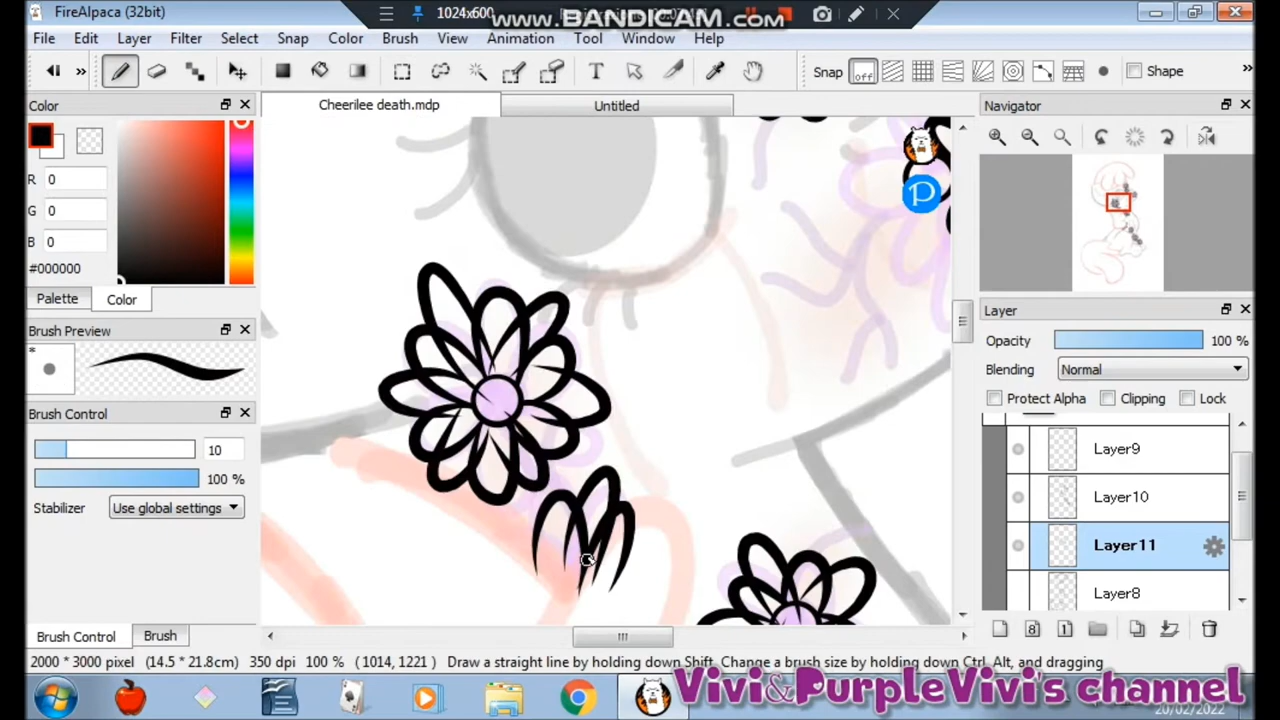 FireAlpaca (32bit)
1024x600
WWW.BANDICAM.COM
File Edit Layer Filter Select Snap Color Brush View Animation Tool Window Help
Snap off Shape
Color
Cheerilee death.mdp
Untitled
Navigator
R 0
G 0
B 0
#000000
Palette Color
Brush Preview
*
Brush Control
10
100 %
Stabilizer Use global settings
Layer
Opacity 100 %
Blending Normal
Protect Alpha Clipping Lock
Layer9
Layer10
Layer11
Layer8
8 1
P
Brush Control Brush
2000 * 3000 pixel (14.5 * 21.8cm) 350 dpi 100 % ( 1014, 1221 ) Draw a straight line by holding down Shift, Change a brush size by holding down Ctrl, Alt, and dragging
Vivi&PurpleVivi's channel
20/02/2022